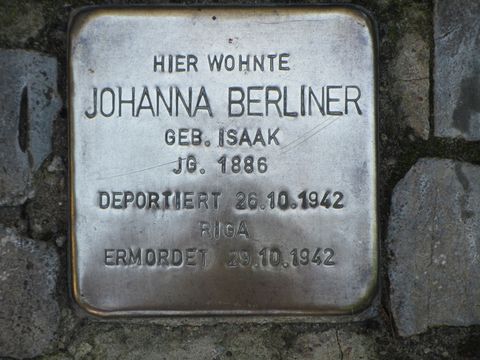 HIER WOHNTE
JOHANNA BERLINER
GEB. ISAAK
JG. 1886
DEPORTIERT 26.10.1942
RIGA
ERMORDET 29.10.1942